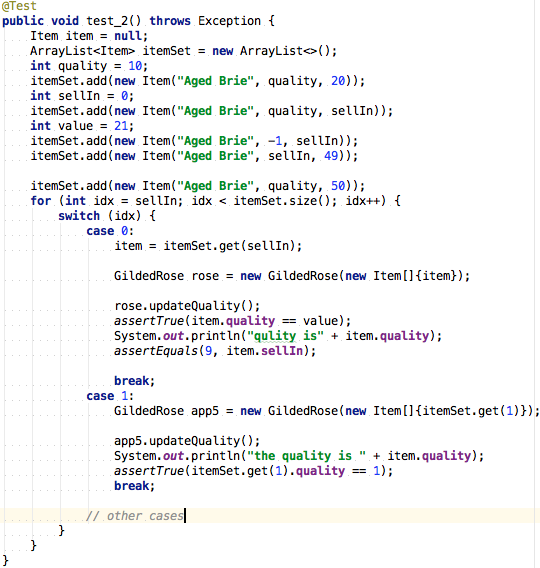 @Test
public void test_2() throws Exception {
    Item item = null;
    ArrayList<Item> itemSet = new ArrayList<>();
    int quality = 10;
    itemSet.add(new Item("Aged Brie", quality, 20));
    int sellIn = 0;
    itemSet.add(new Item("Aged Brie", quality, sellIn));
    int value = 21;
    itemSet.add(new Item("Aged Brie", -1, sellIn));
    itemSet.add(new Item("Aged Brie", sellIn, 49));

    itemSet.add(new Item("Aged Brie", quality, 50));
    for (int idx = sellIn; idx < itemSet.size(); idx++) {
        switch (idx) {
            case 0:
                item = itemSet.get(sellIn);

                GildedRose rose = new GildedRose(new Item[]{item});

                rose.updateQuality();
                assertTrue(item.quality == value);
                System.out.println("qulity is" + item.quality);
                assertEquals(9, item.sellIn);

                break;
            case 1:
                GildedRose app5 = new GildedRose(new Item[]{itemSet.get(1)});

                app5.updateQuality();
                System.out.println("the quality is " + item.quality);
                assertTrue(itemSet.get(1).quality == 1);
                break;

            // other cases
        }
    }
}